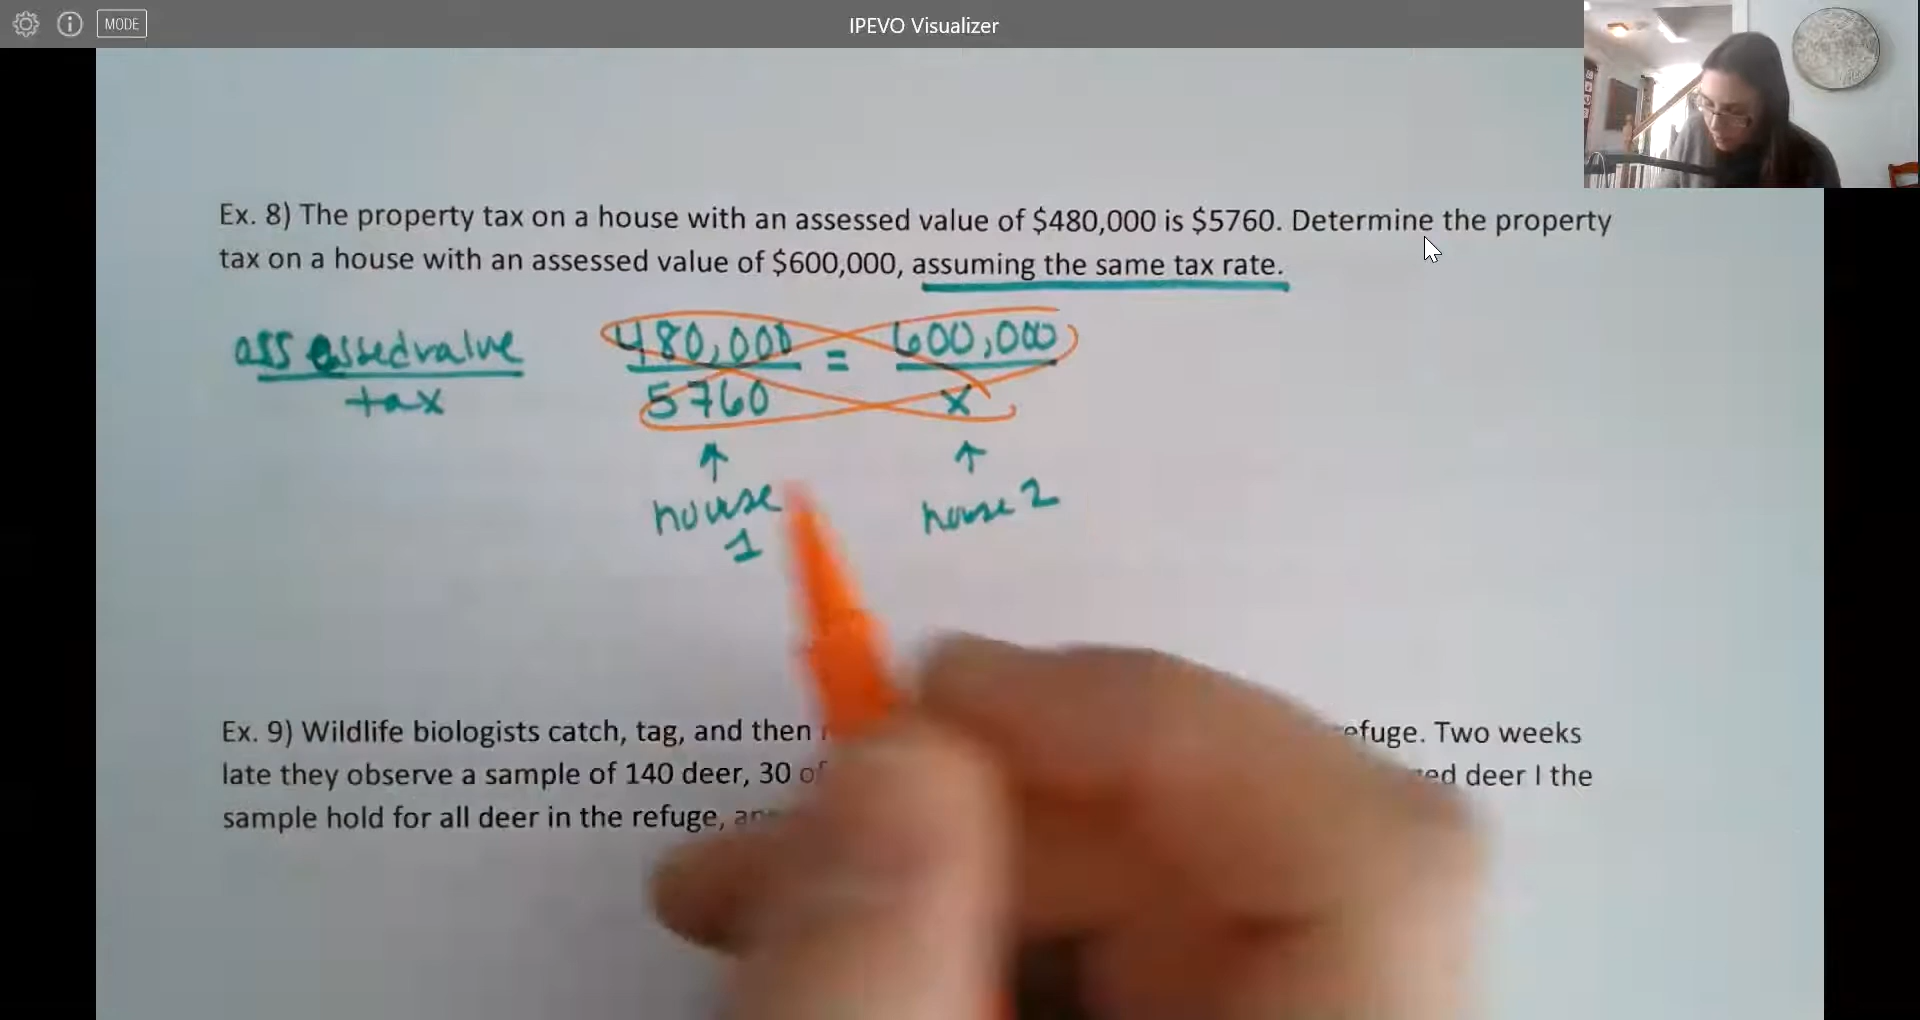 MODE
IPEVO Visualizer
Ex. 8) The property tax on a house with an assessed value of $480,000 is $5760. Determine the property
tax on a house with an assessed value of $600,000, assuming the same tax rate.
assessed value
480,000 = 600,000
tax
5760 x
house 1
house 2
Ex. 9) Wildlife biologists catch, tag, and then efuge. Two weeks
late they observe a sample of 140 deer, 30 deer I the
sample hold for all deer in the refuge,